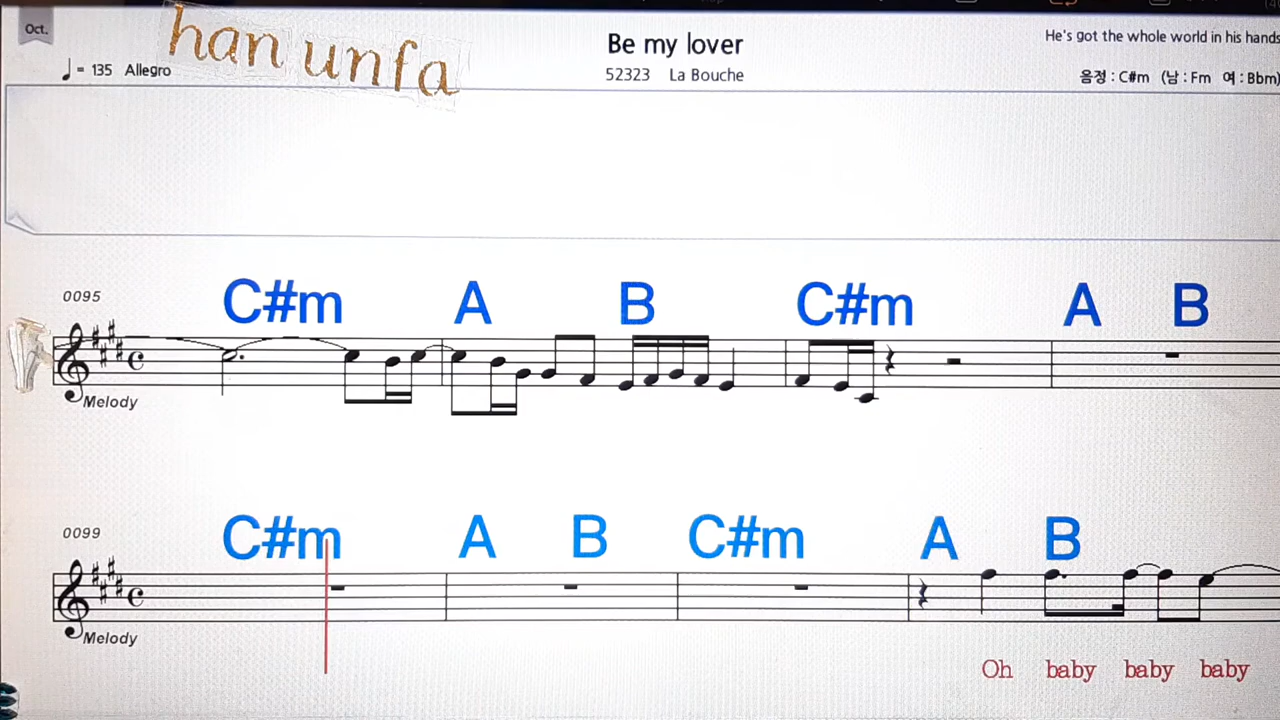 Oct.
han unfa
Be my lover
He's got the whole world in his hands
= 135 Allegro
52323 La Bouche
음정 : C#m (남 : Fm 여 : Bbm)
C#m A B C#m A B
0095
Melody
C#m A B C#m A B
0099
Melody
Oh baby baby baby